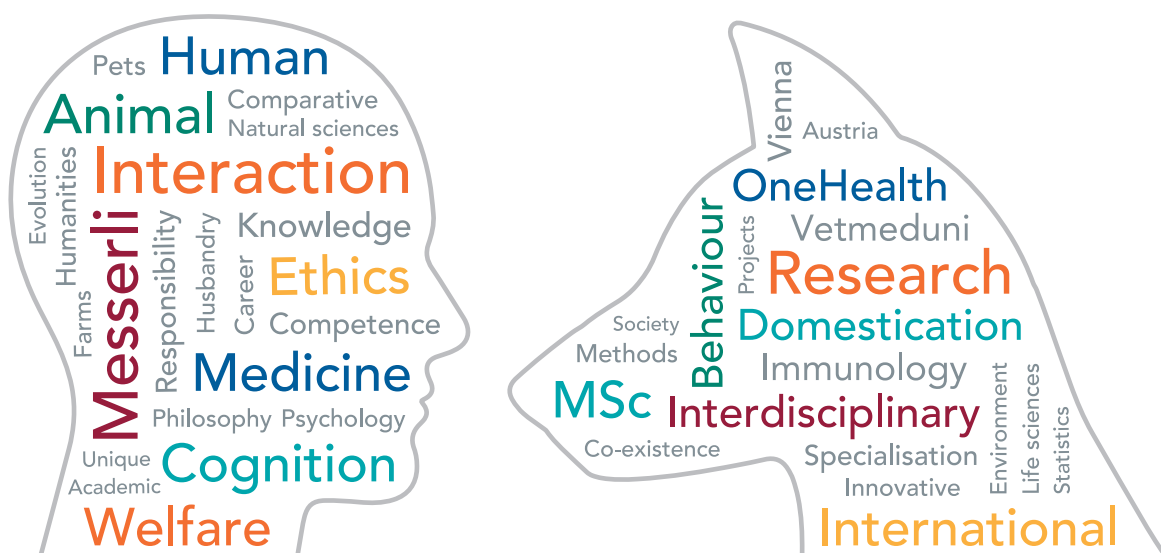 Pets
Human
Animal
Comparative
Natural sciences
Evolution
Humanities
Interaction
Messerli
Responsibility
Husbandry
Knowledge
Career
Ethics
Farms
Competence
Medicine
Philosophy
Psychology
Unique
Cognition
Academic
Welfare
Vienna
Austria
OneHealth
Behaviour
Projects
Vetmeduni
Research
Society
Domestication
Methods
Immunology
MSc
Interdisciplinary
Environment
Life sciences
Statistics
Co-existence
Specialisation
Innovative
International